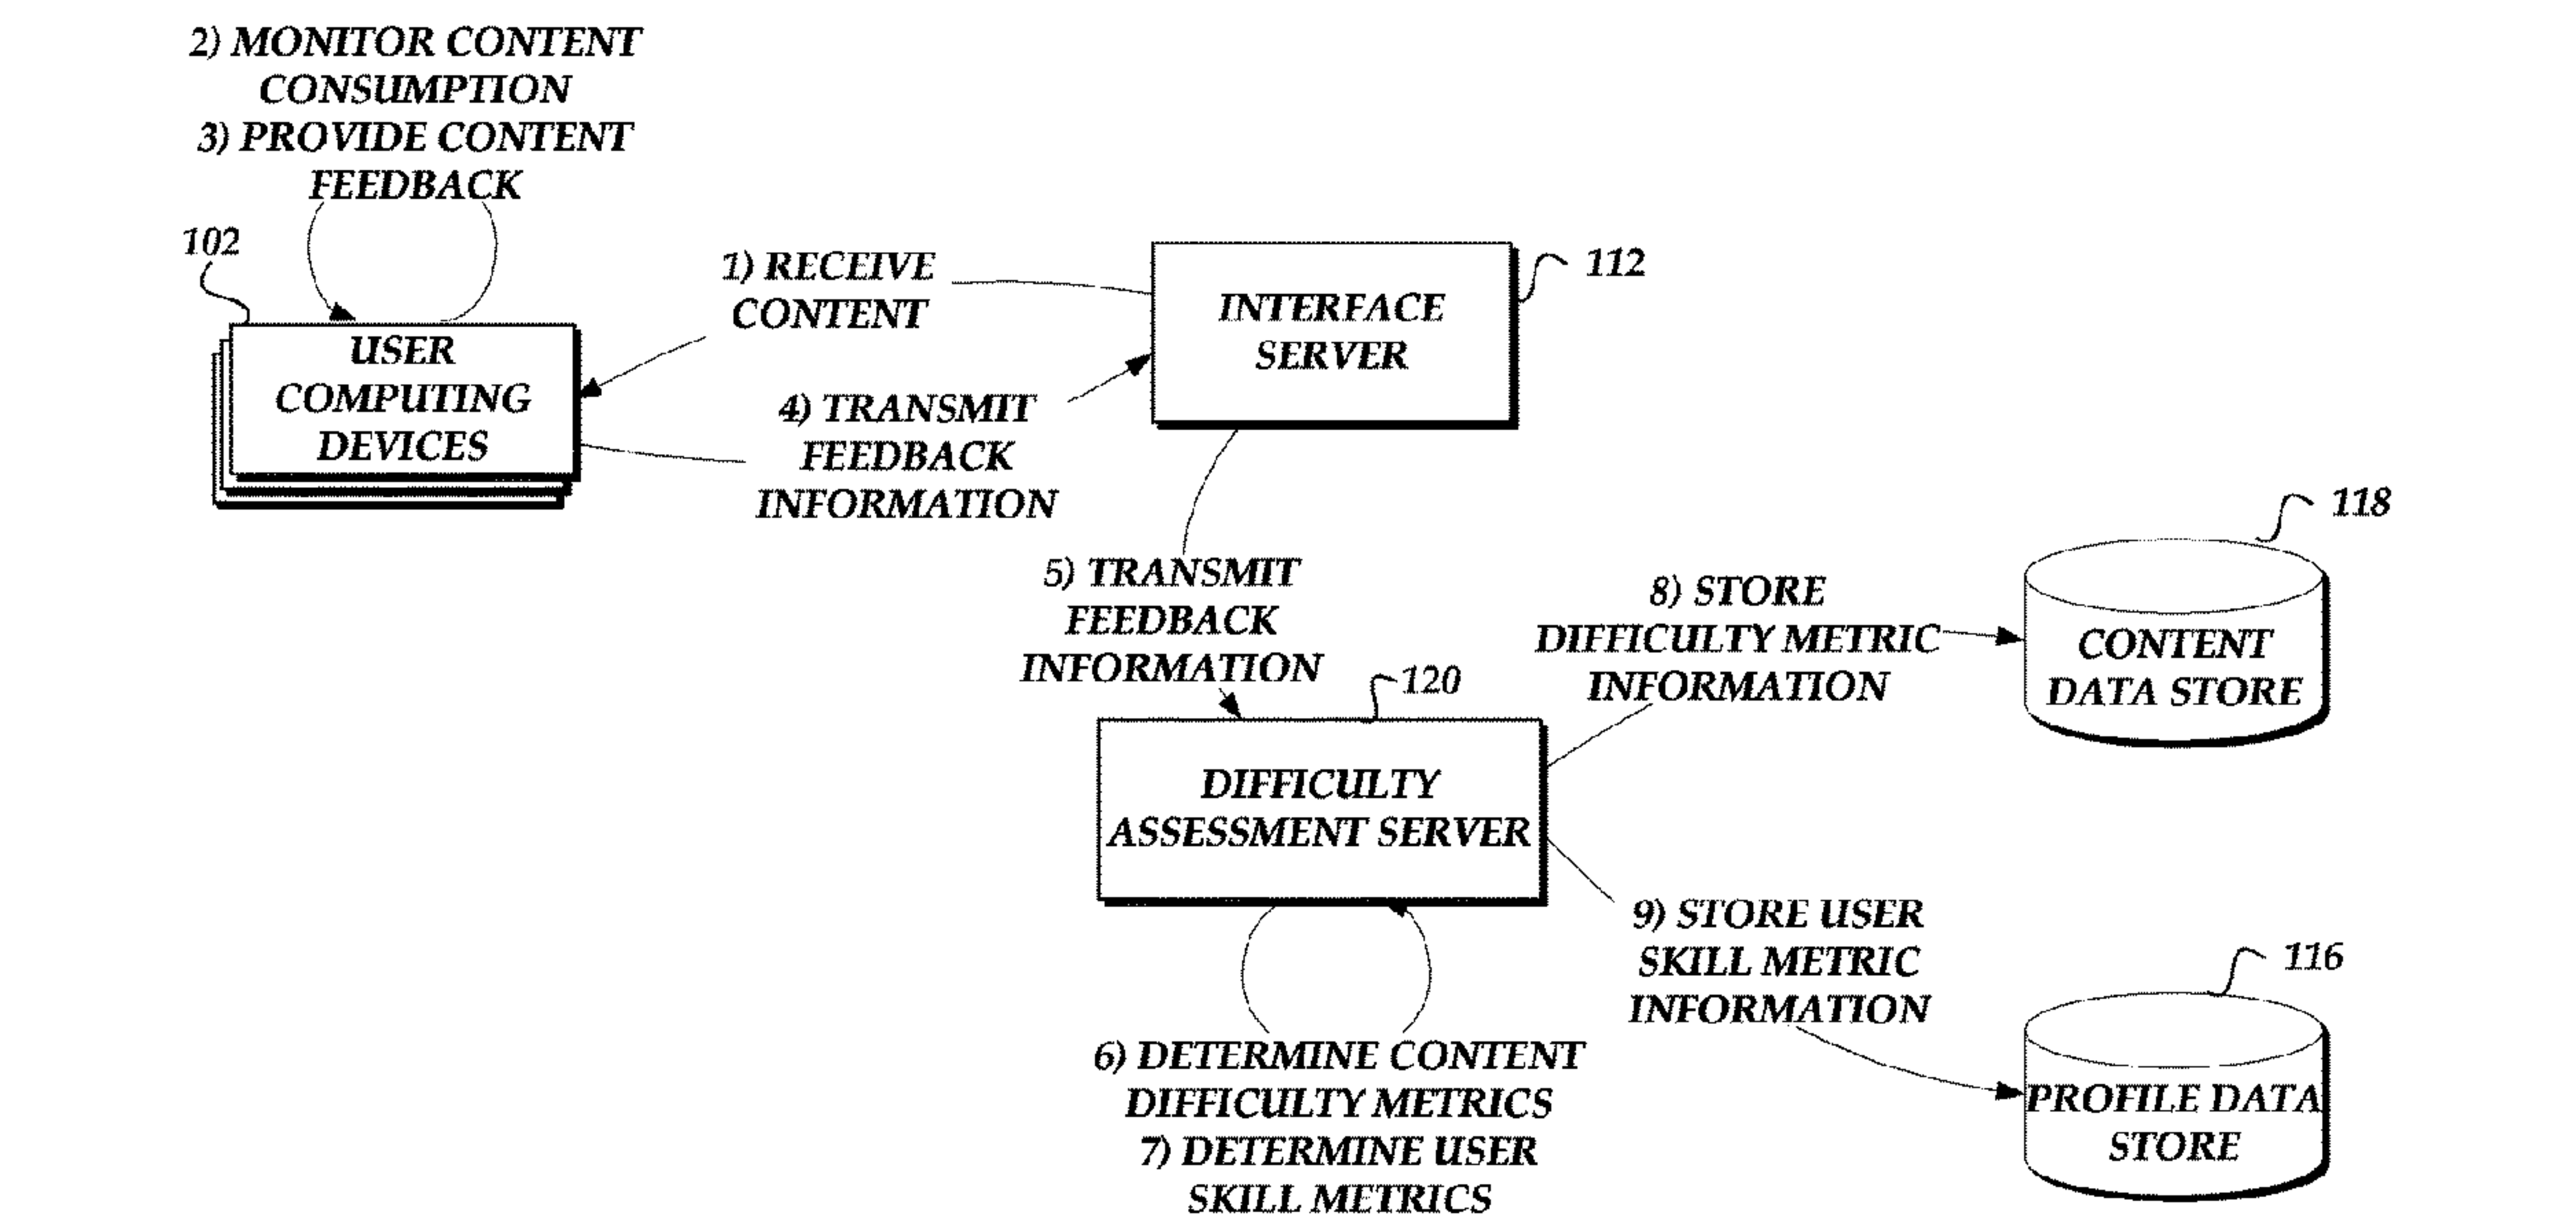 2) MONITOR CONTENT
CONSUMPTION
3) PROVIDE CONTENT
FEEDBACK
102
USER
COMPUTING
DEVICES
1) RECEIVE
CONTENT
4) TRANSMIT
FEEDBACK
INFORMATION
INTERFACE
SERVER
112
5) TRANSMIT
FEEDBACK
INFORMATION
120
DIFFICULTY
ASSESSMENT SERVER
6) DETERMINE CONTENT
DIFFICULTY METRICS
7) DETERMINE USER
SKILL METRICS
8) STORE
DIFFICULTY METRIC
INFORMATION
118
CONTENT
DATA STORE
9) STORE USER
SKILL METRIC
INFORMATION
116
PROFILE DATA
STORE